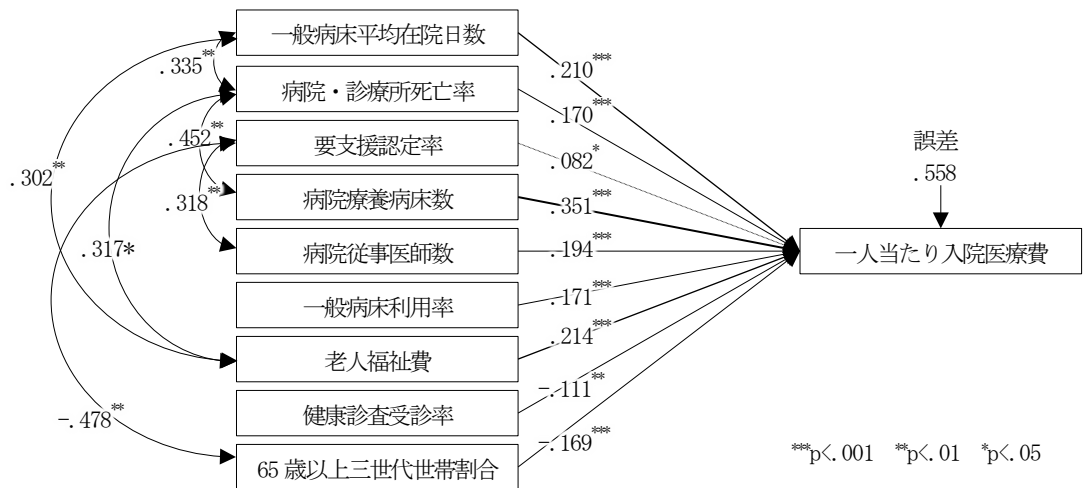 一般病床平均在院日数
病院・診療所死亡率
要支援認定率
病院療養病床数
病院従事医師数
一般病床利用率
老人福祉費
健康診査受診率
65 歳以上三世代世帯割合
.335**
.452**
.302**
.318**
.317*
-.478**
.210***
.170***
.082*
.351***
.194***
.171***
.214***
-.111**
-.169***
誤差
.558
一人当たり入院医療費
***p<.001 **p<.01 *p<.05